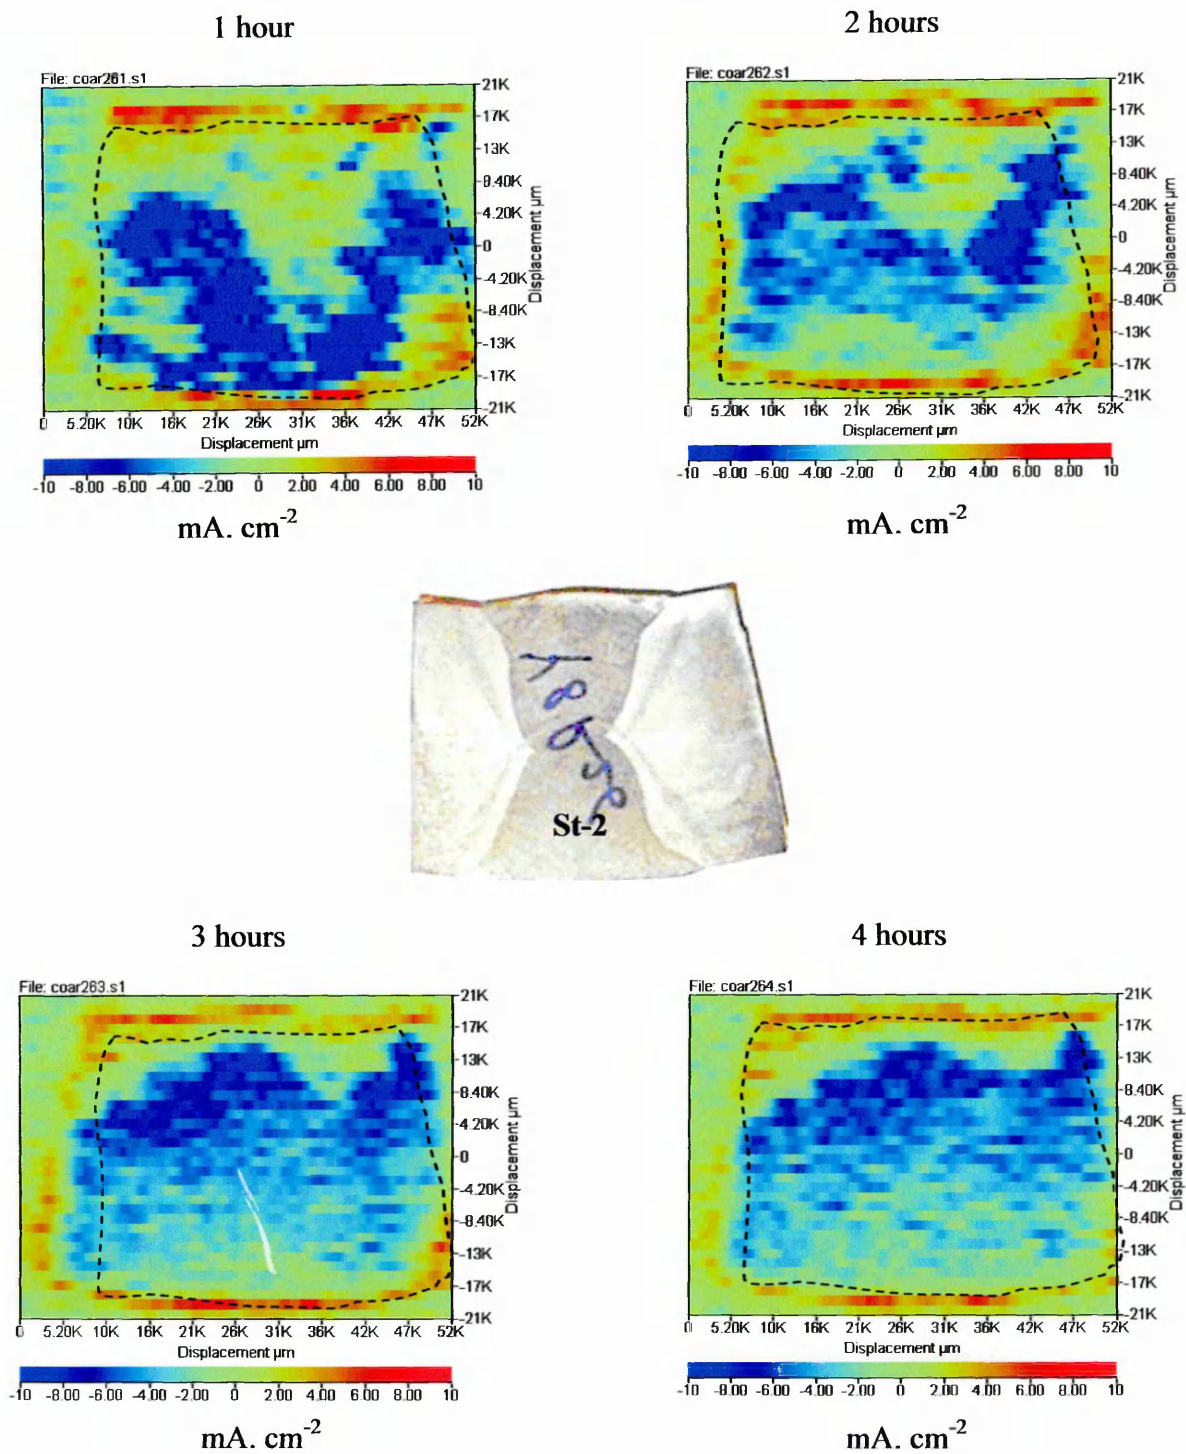 1 hour
File: coar261.s1
21K
17K
13K
8.40K
4.20K
0
-4.20K
-8.40K
-13K
-17K
-21K
Displacement µm
0 5.20K 10K 16K 21K 26K 31K 36K 42K 47K 52K
Displacement µm
-10 -8.00 -6.00 -4.00 -2.00 0 2.00 4.00 6.00 8.00 10
mA. cm-2
2 hours
File: coar262.s1
21K
17K
13K
8.40K
4.20K
0
-4.20K
-8.40K
-13K
-17K
-21K
Displacement µm
0 5.20K 10K 16K 21K 26K 31K 36K 42K 47K 52K
Displacement µm
-10 -8.00 -6.00 -4.00 -2.00 0 2.00 4.00 6.00 8.00 10
mA. cm-2
St-2
3 hours
File: coar263.s1
21K
17K
13K
8.40K
4.20K
0
-4.20K
-8.40K
-13K
-17K
-21K
Displacement µm
0 5.20K 10K 16K 21K 26K 31K 36K 42K 47K 52K
Displacement µm
-10 -8.00 -6.00 -4.00 -2.00 0 2.00 4.00 6.00 8.00 10
mA. cm-2
4 hours
File: coar264.s1
21K
17K
13K
8.40K
4.20K
0
-4.20K
-8.40K
-13K
-17K
-21K
Displacement µm
0 5.20K 10K 16K 21K 26K 31K 36K 42K 47K 52K
Displacement µm
-10 -8.00 -6.00 -4.00 -2.00 0 2.00 4.00 6.00 8.00 10
mA. cm-2